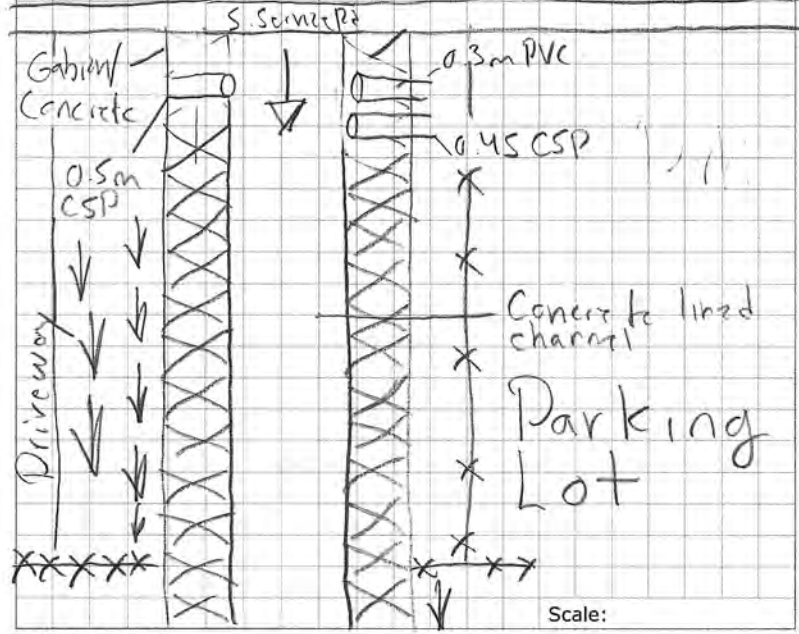 S. Service Rd
Gabion/
Concrete
0.3m PVC
0.45 CSP
0.5m
CSP
Concrete lined
channel
Driveway
Parking
Lot
Scale: